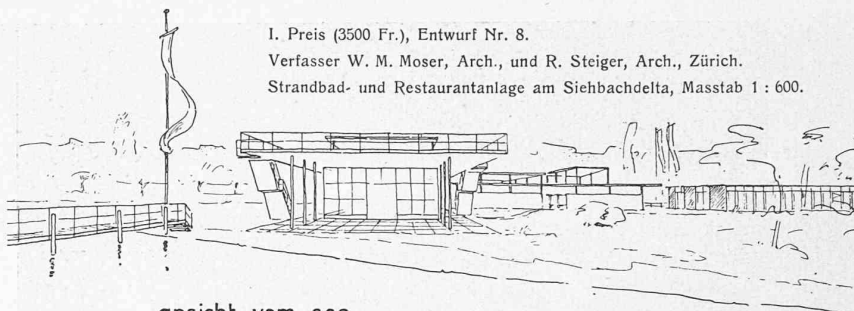 I. Preis (3500 Fr.), Entwurf Nr. 8.
Verfasser W. M. Moser, Arch., und R. Steiger, Arch., Zürich.
Strandbad- und Restaurantanlage am Siehbachdelta, Masstab 1 : 600.
ansicht vom see